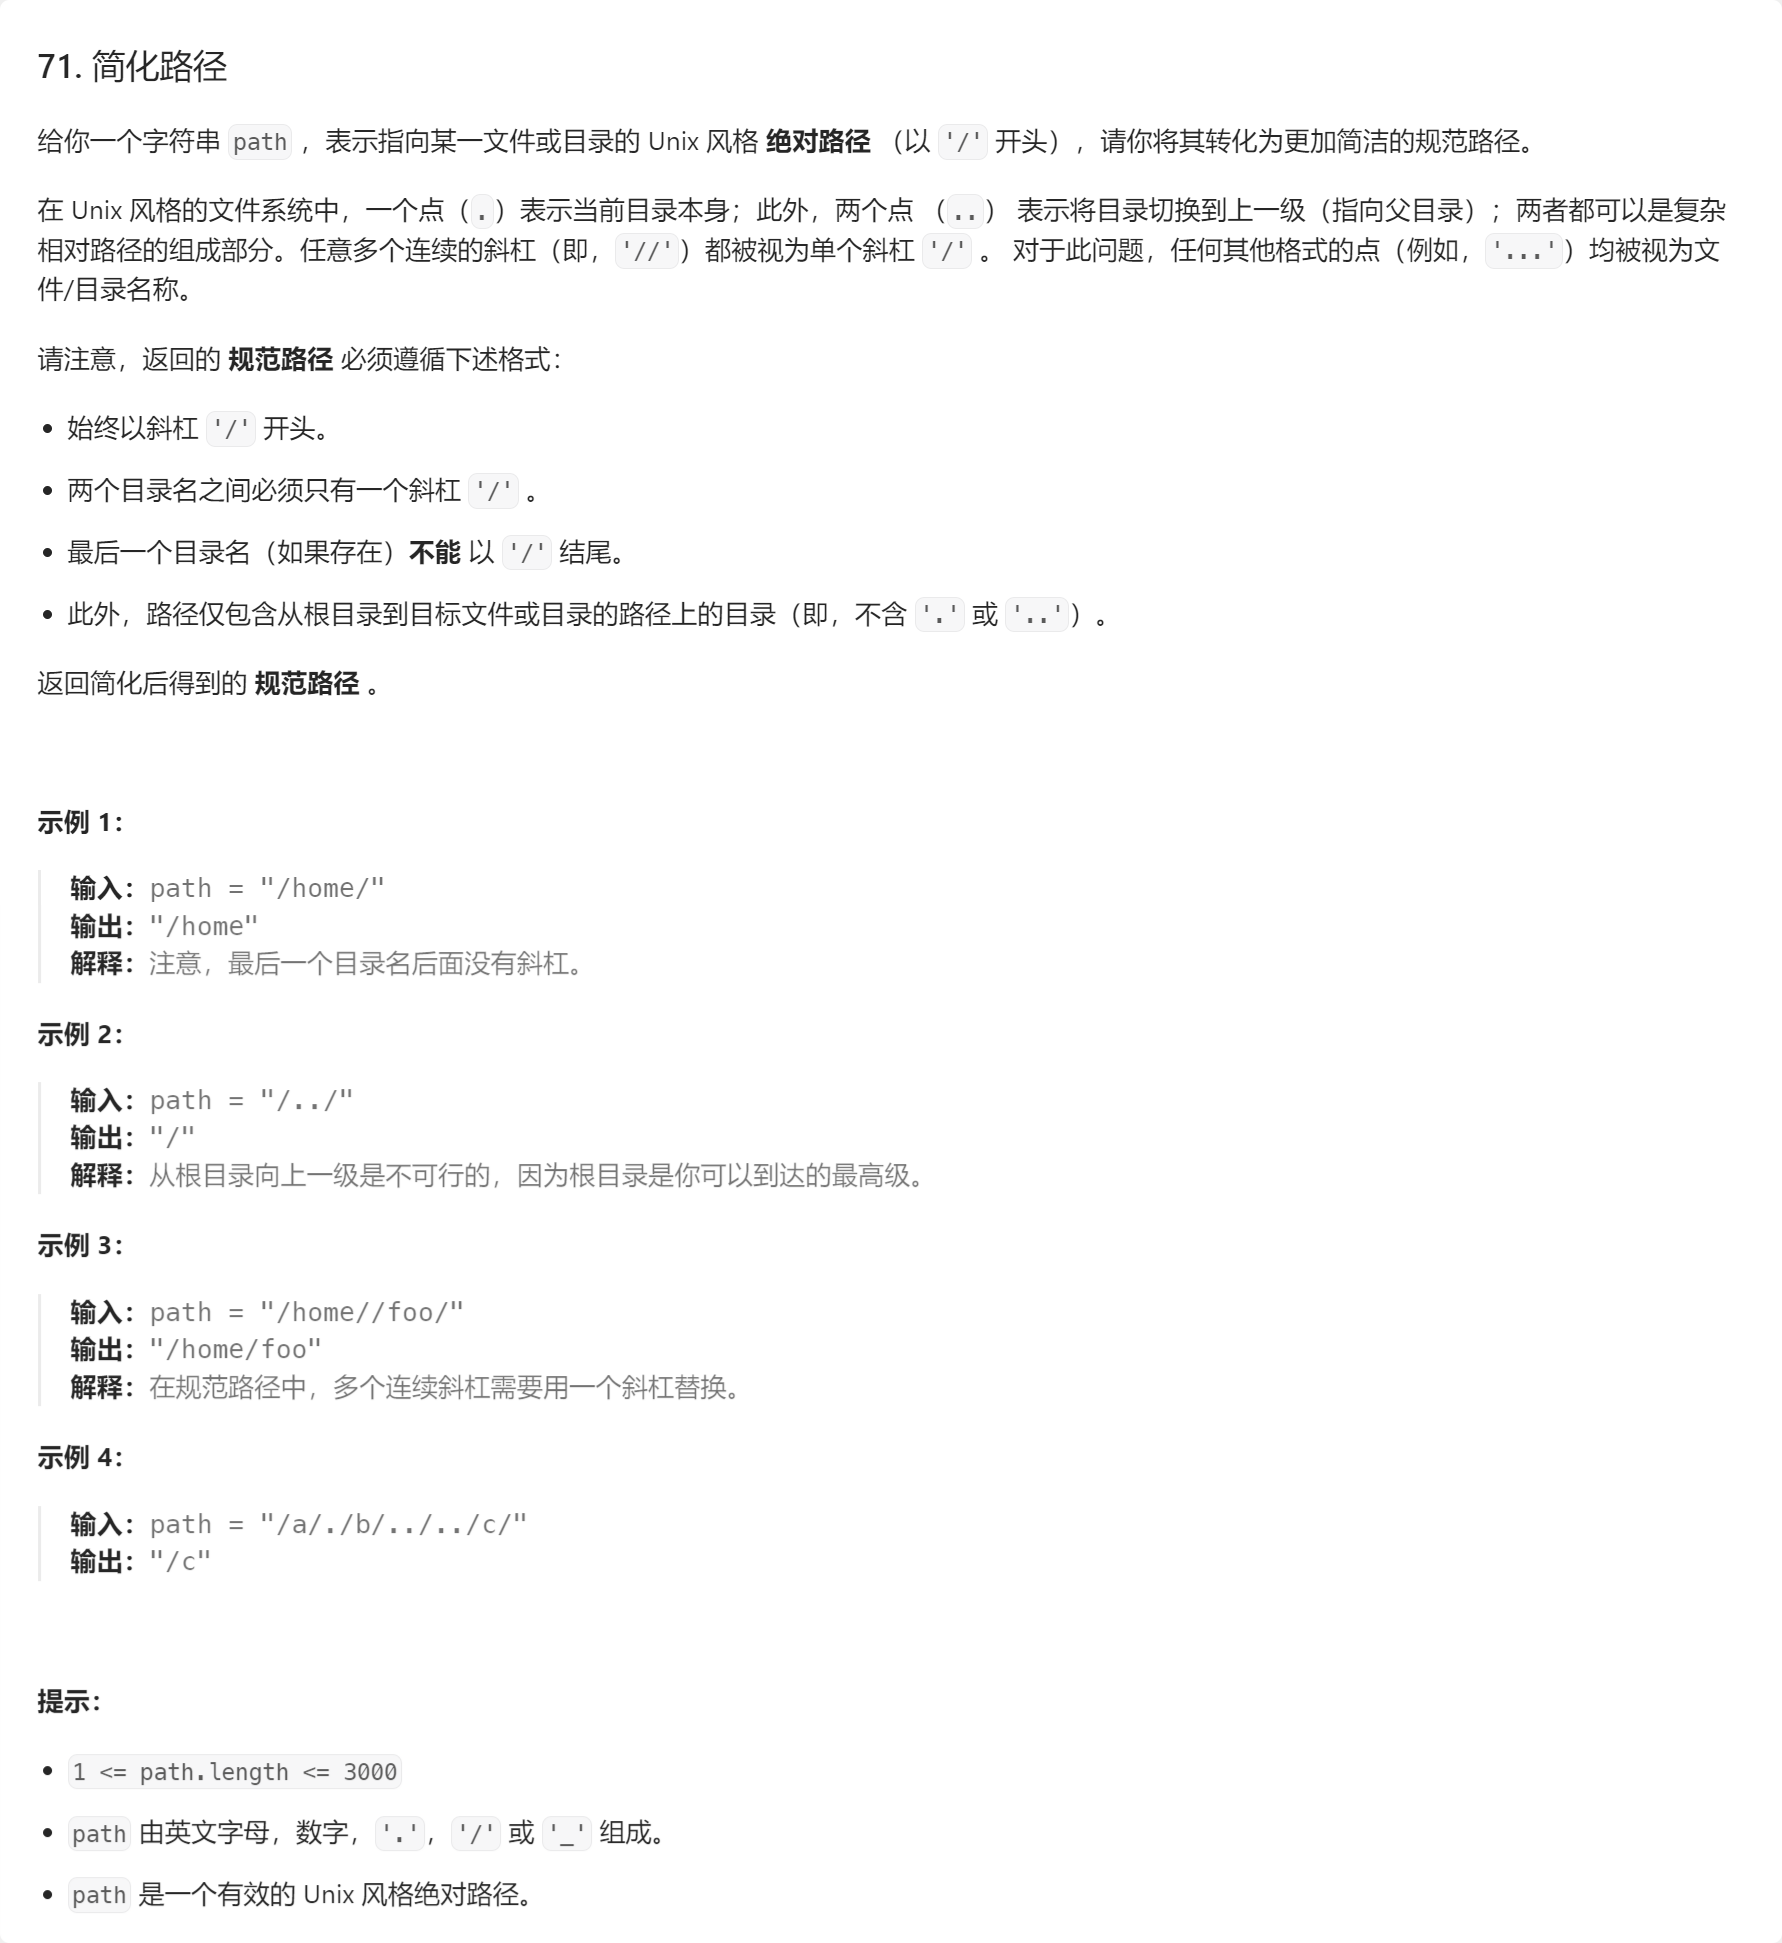 71. 简化路径
给你一个字符串 path ，表示指向某一文件或目录的 Unix 风格 绝对路径 （以 '/' 开头），请你将其转化为更加简洁的规范路径。
在 Unix 风格的文件系统中，一个点（.）表示当前目录本身；此外，两个点 （..） 表示将目录切换到上一级（指向父目录）；两者都可以是复杂
相对路径的组成部分。任意多个连续的斜杠（即，'//'）都被视为单个斜杠 '/' 。 对于此问题，任何其他格式的点（例如，'...'）均被视为文
件/目录名称。
请注意，返回的 规范路径 必须遵循下述格式：
• 始终以斜杠 '/' 开头。
• 两个目录名之间必须只有一个斜杠 '/' 。
• 最后一个目录名（如果存在）不能 以 '/' 结尾。
• 此外，路径仅包含从根目录到目标文件或目录的路径上的目录（即，不含 '.' 或 '..'）。
返回简化后得到的 规范路径 。
示例 1：
输入：path = "/home/"
输出："/home"
解释：注意，最后一个目录名后面没有斜杠。
示例 2：
输入：path = "/../"
输出："/"
解释：从根目录向上一级是不可行的，因为根目录是你可以到达的最高级。
示例 3：
输入：path = "/home//foo/"
输出："/home/foo"
解释：在规范路径中，多个连续斜杠需要用一个斜杠替换。
示例 4：
输入：path = "/a/./b/../../c/"
输出："/c"
提示：
• 1 <= path.length <= 3000
• path 由英文字母，数字，'.'，'/' 或 '_' 组成。
• path 是一个有效的 Unix 风格绝对路径。